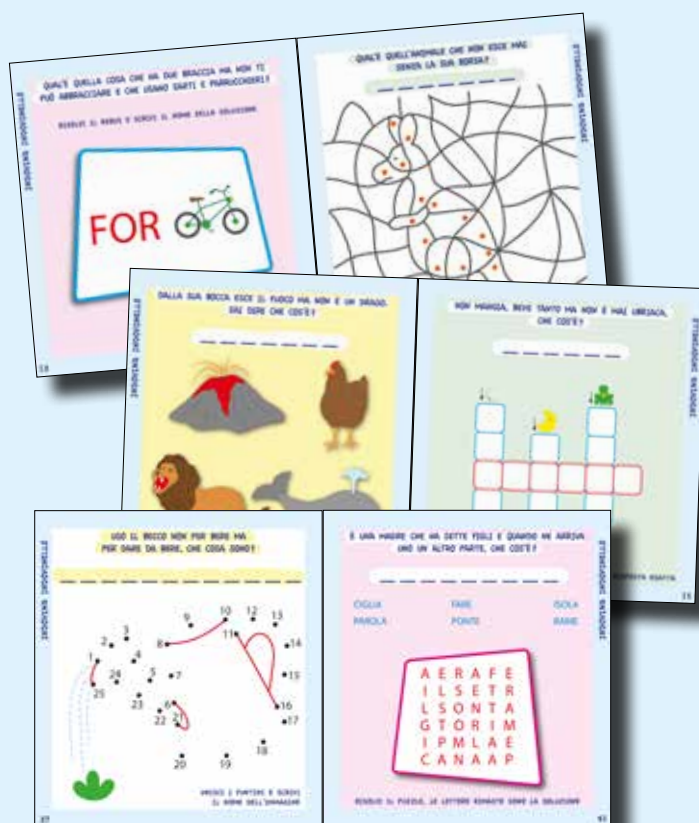 QUAL'È QUELLA COSA CHE HA DUE BRACCIA MA NON TI
PUÒ ABBRACCIARE E CHE USANO SARTI E PARRUCCHIERI?
RISOLVI IL REBUS E SCRIVI IL NOME DELLA SOLUZIONE
FOR
QUAL'È QUELL'ANIMALE CHE NON ESCE MAI
SENZA LA SUA BORSA?
DALLA SUA BOCCA ESCE IL FUOCO MA NON È UN DRAGO.
SAI DIRE CHE COS'È?
NON MANGIA, BEVE TANTO MA NON È MAI UBRIACA.
CHE COS'È?
RISPOSTA ESATTA
USO IL BECCO NON PER BERE MA
PER DARE DA BERE, CHE COSA SONO?
1
2
3
4
5
6
7
8
9
10
11
12
13
14
15
16
17
18
19
20
21
22
23
24
25
UNISCI I PUNTINI E SCRIVI
IL NOME DELL'IMMAGINE
È UNA MADRE CHE HA SETTE FIGLI E QUANDO NE ARRIVA
UNO UN ALTRO PARTE, CHE COS'È?
CIGLIA FARE ISOLA
PAROLA PONTE RAME
A E R A F E
I L S E T R
L S O N T A
G T O R I M
I P M L A E
C A N A A P
RISOLVI IL PUZZLE, LE LETTERE RIMASTE SONO LA SOLUZIONE